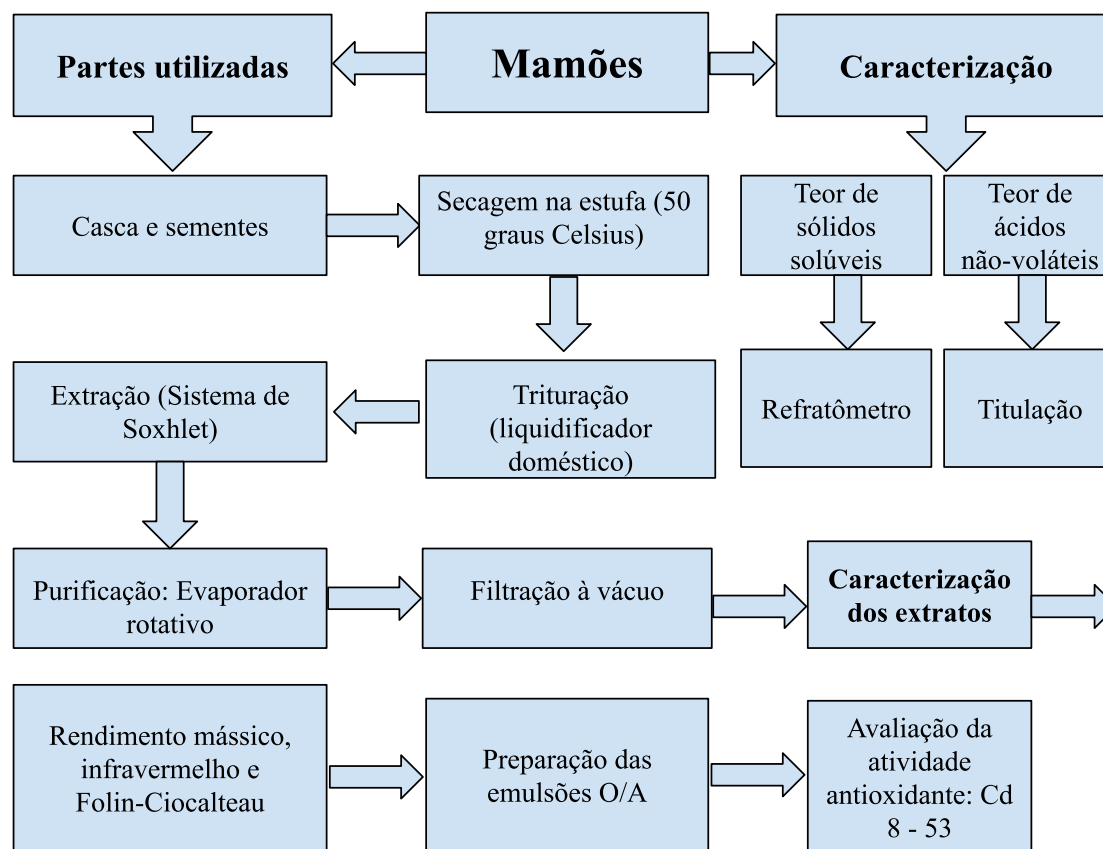 Partes utilizadas
Mamões
Caracterização
Casca e sementes
Secagem na estufa (50
graus Celsius)
Teor de
sólidos
solúveis
Teor de
ácidos
não-voláteis
Extração (Sistema de
Soxhlet)
Trituração
(liquidificador
doméstico)
Refratômetro
Titulação
Purificação: Evaporador
rotativo
Filtração à vácuo
Caracterização
dos extratos
Rendimento mássico,
infravermelho e
Folin-Ciocalteau
Preparação das
emulsões O/A
Avaliação da
atividade
antioxidante: Cd
8 - 53